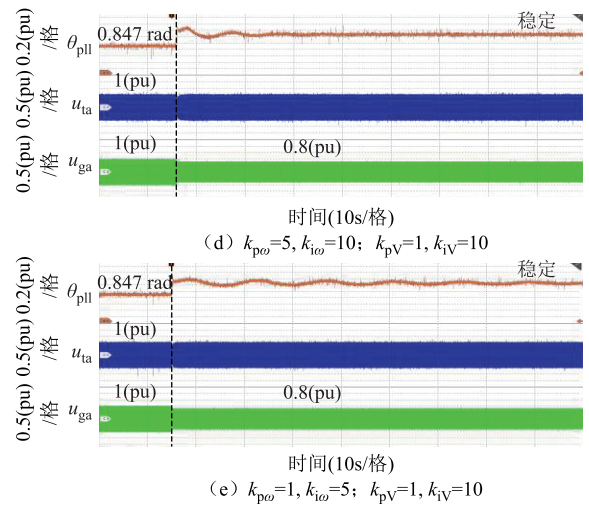 0.2(pu)
/格
θpll
0.847 rad
稳定
0.5(pu)
/格
uta
1(pu)
0.5(pu)
/格
uga
1(pu)
0.8(pu)
时间(10s/格)
（d）kpω=5, kiω=10；kpV=1, kiV=10
0.2(pu)
/格
θpll
0.847 rad
稳定
0.5(pu)
/格
uta
1(pu)
0.5(pu)
/格
uga
1(pu)
0.8(pu)
时间(10s/格)
（e）kpω=1, kiω=5；kpV=1, kiV=10